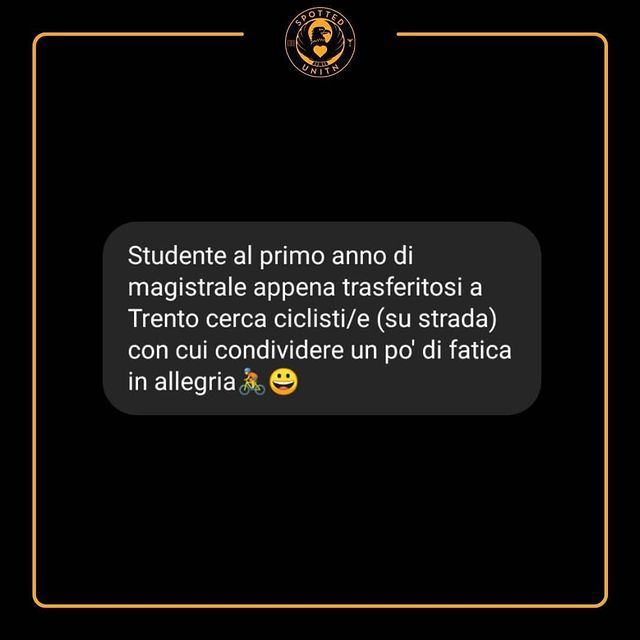 SPOTTED
UNITN
Studente al primo anno di
magistrale appena trasferitosi a
Trento cerca ciclisti/e (su strada)
con cui condividere un po' di fatica
in allegria🚴😀